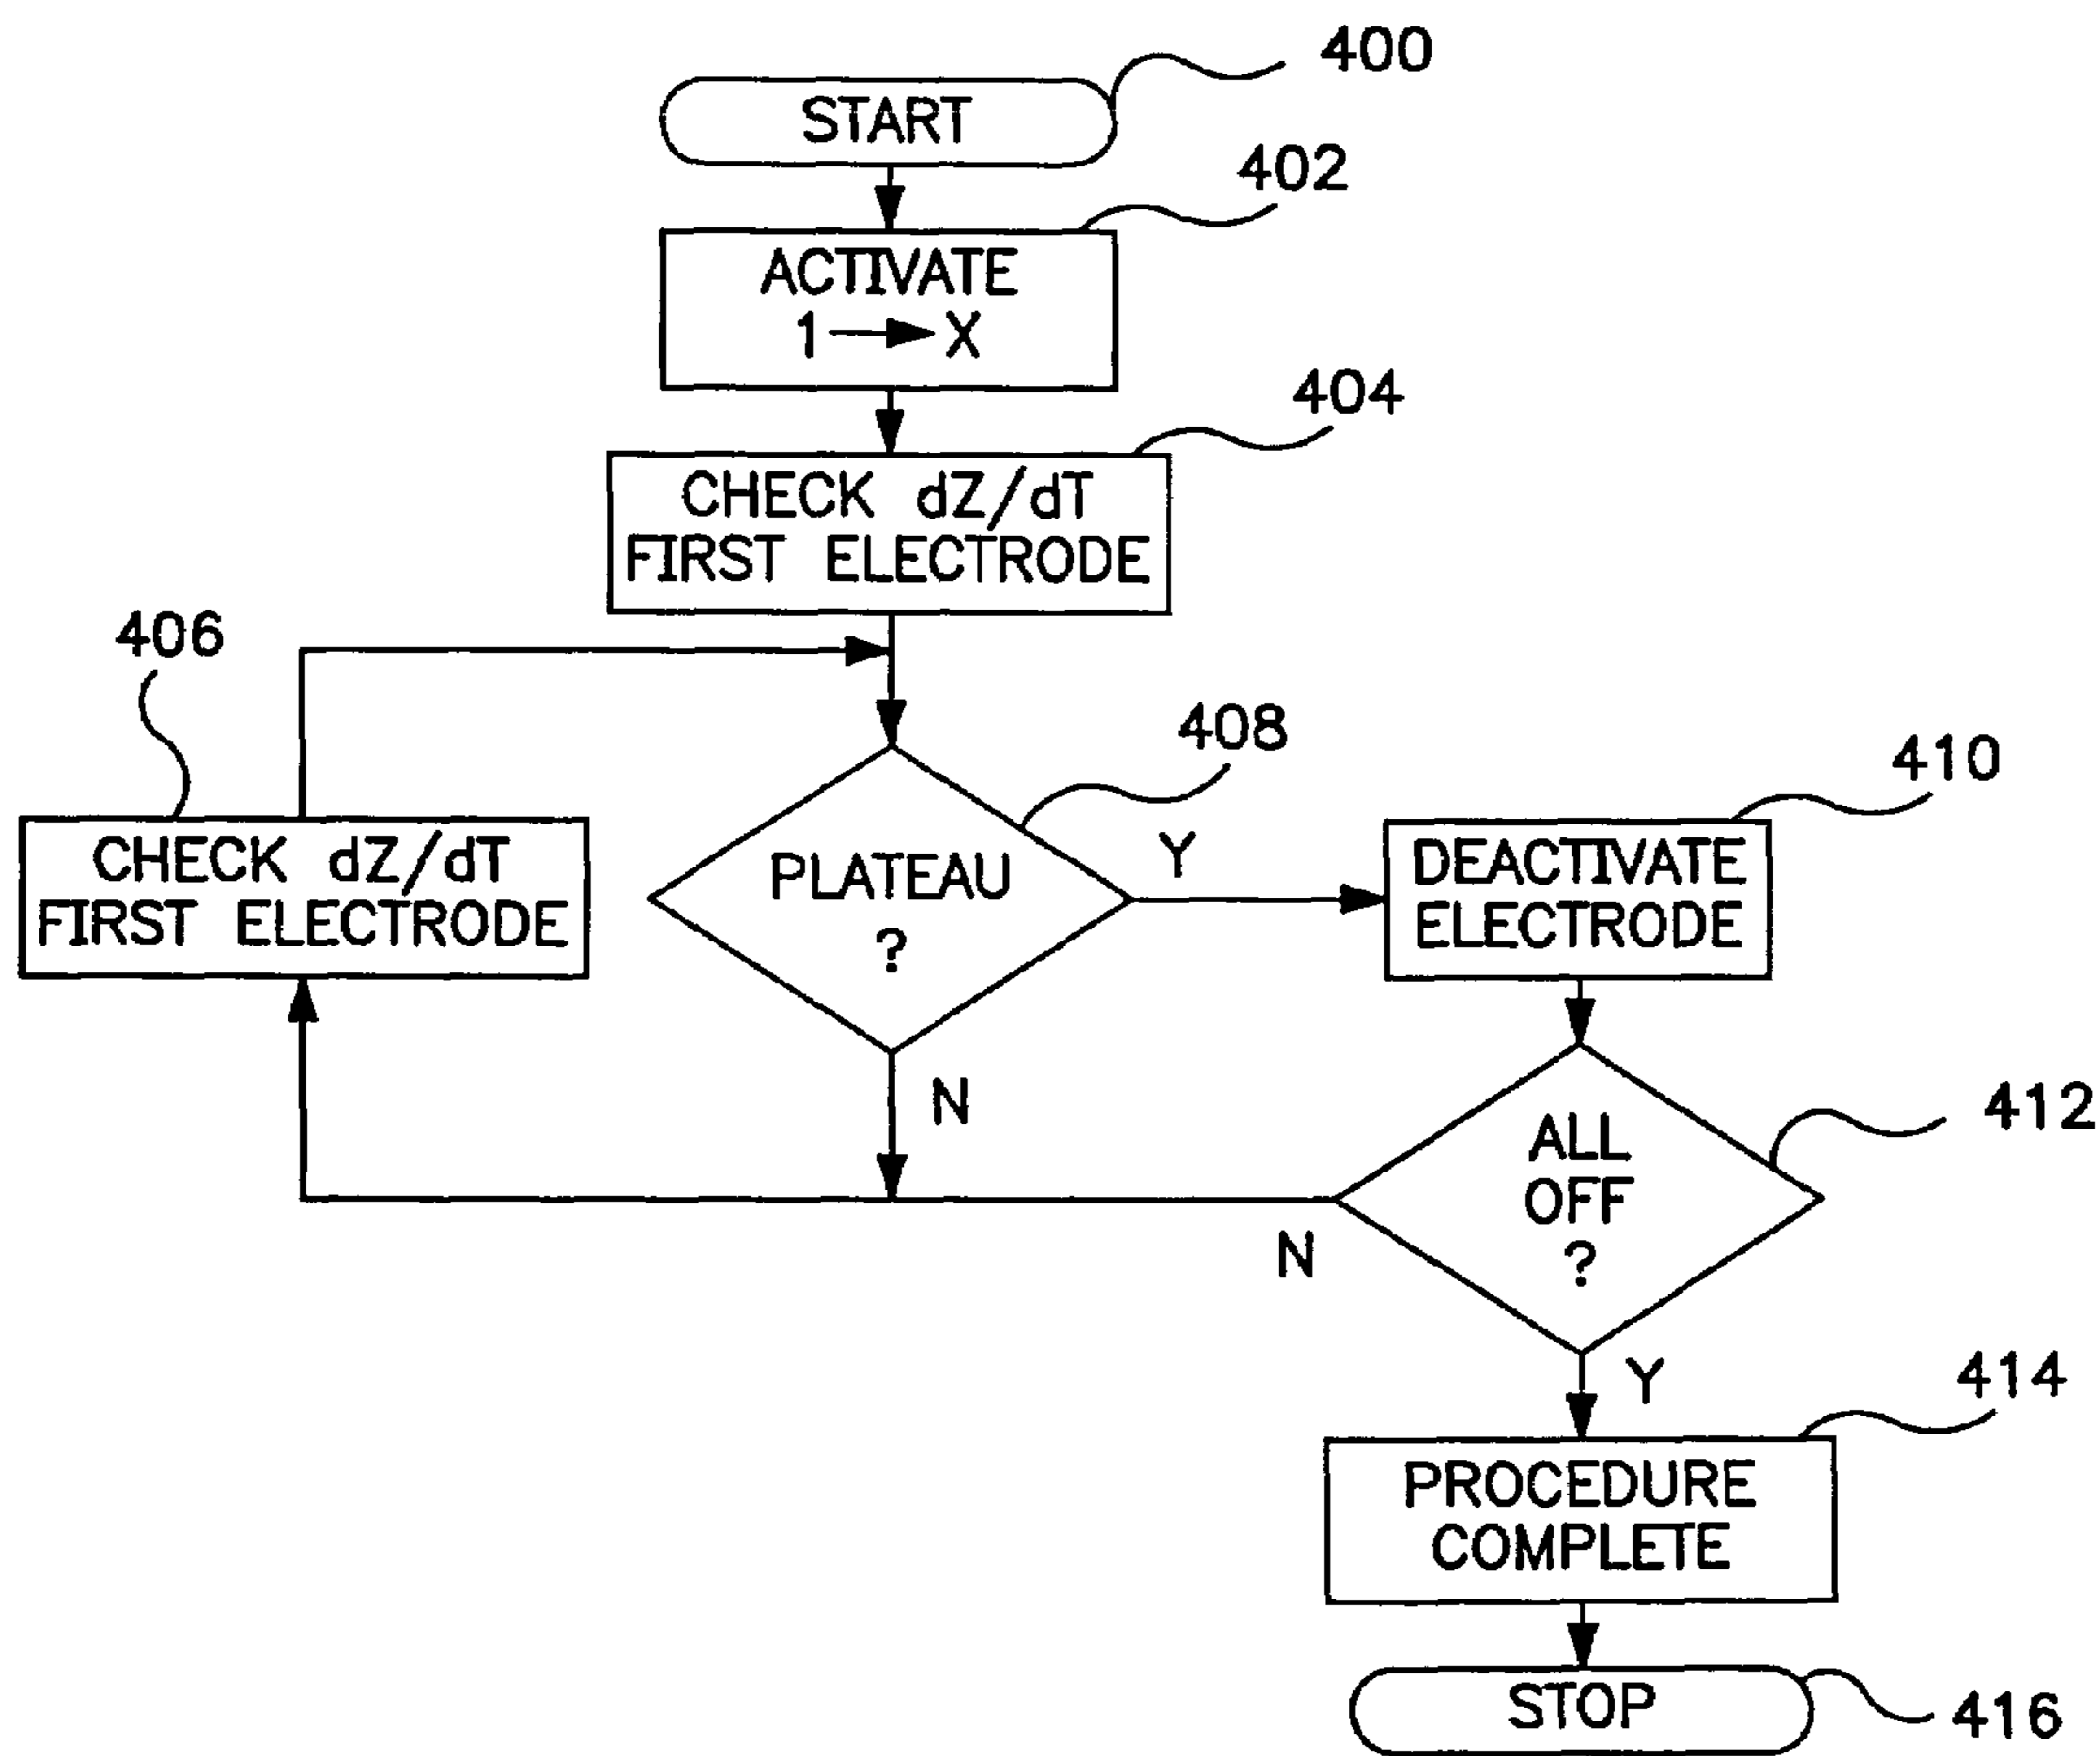 400
START
402
ACTIVATE
1 → X
404
CHECK dZ/dT
FIRST ELECTRODE
406
CHECK dZ/dT
FIRST ELECTRODE
408
PLATEAU
?
Y
N
410
DEACTIVATE
ELECTRODE
412
ALL
OFF
?
N
Y
414
PROCEDURE
COMPLETE
STOP
416